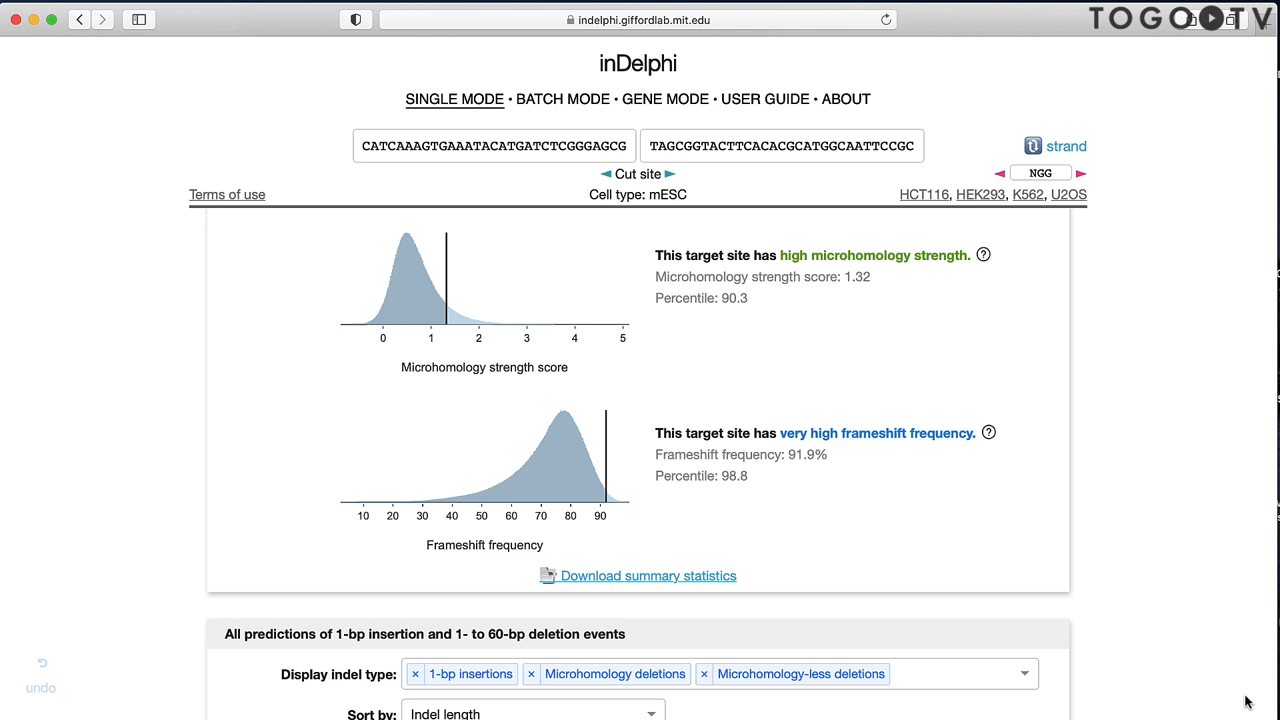 indelphi.giffordlab.mit.edu
TOGO TV
inDelphi
SINGLE MODE • BATCH MODE • GENE MODE • USER GUIDE • ABOUT
CATCAAAGTGAAATACATGATCTCGGGAGCG TAGCGGTACTTCACACGCATGGCAATTCCGC
strand
◄ Cut site ►
◄ NGG ►
Terms of use
Cell type: mESC
HCT116, HEK293, K562, U2OS
This target site has high microhomology strength. ?
Microhomology strength score: 1.32
Percentile: 90.3
0 1 2 3 4 5
Microhomology strength score
This target site has very high frameshift frequency. ?
Frameshift frequency: 91.9%
Percentile: 98.8
10 20 30 40 50 60 70 80 90
Frameshift frequency
Download summary statistics
All predictions of 1-bp insertion and 1- to 60-bp deletion events
Display indel type: × 1-bp insertions × Microhomology deletions × Microhomology-less deletions
undo
Sort by: Indel length